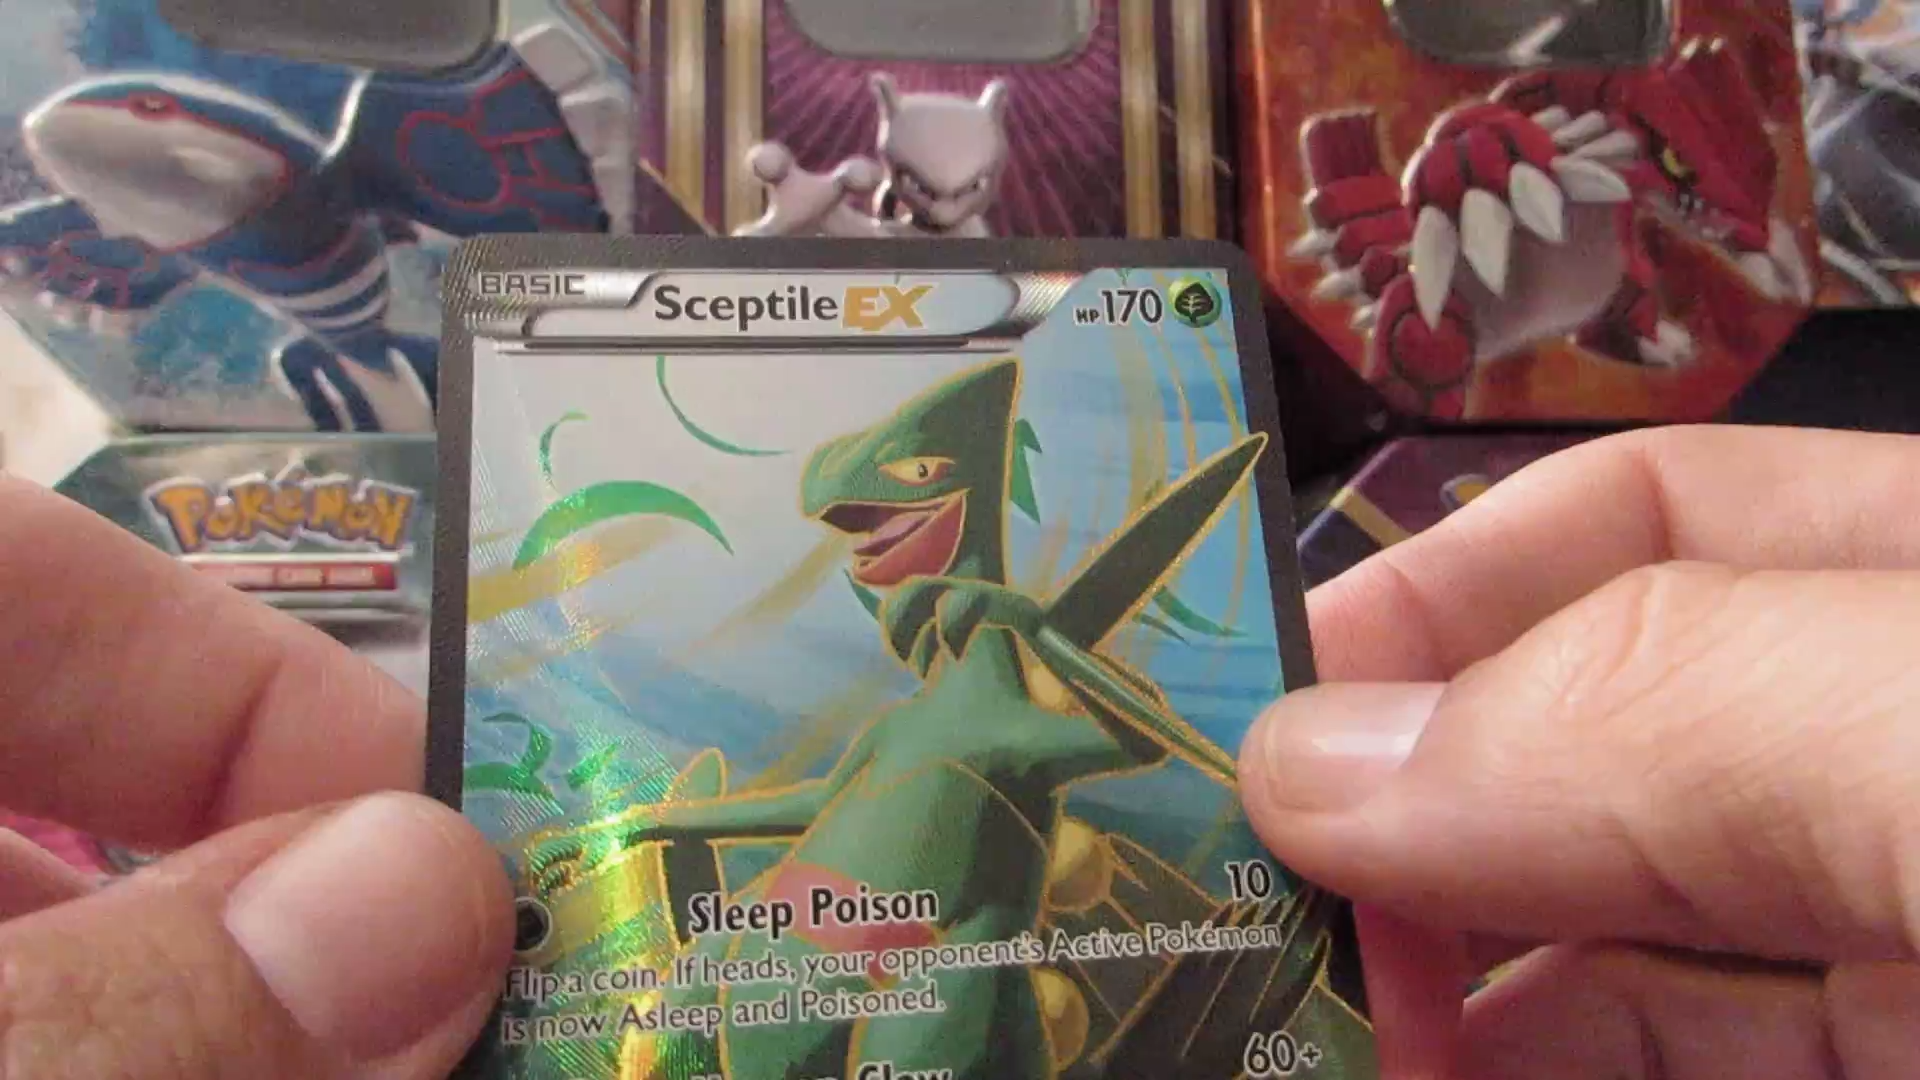 BASIC
Sceptile EX
HP 170
POKéMON
Sleep Poison 10
Flip a coin. If heads, your opponent's Active Pokémon
is now Asleep and Poisoned.
60+